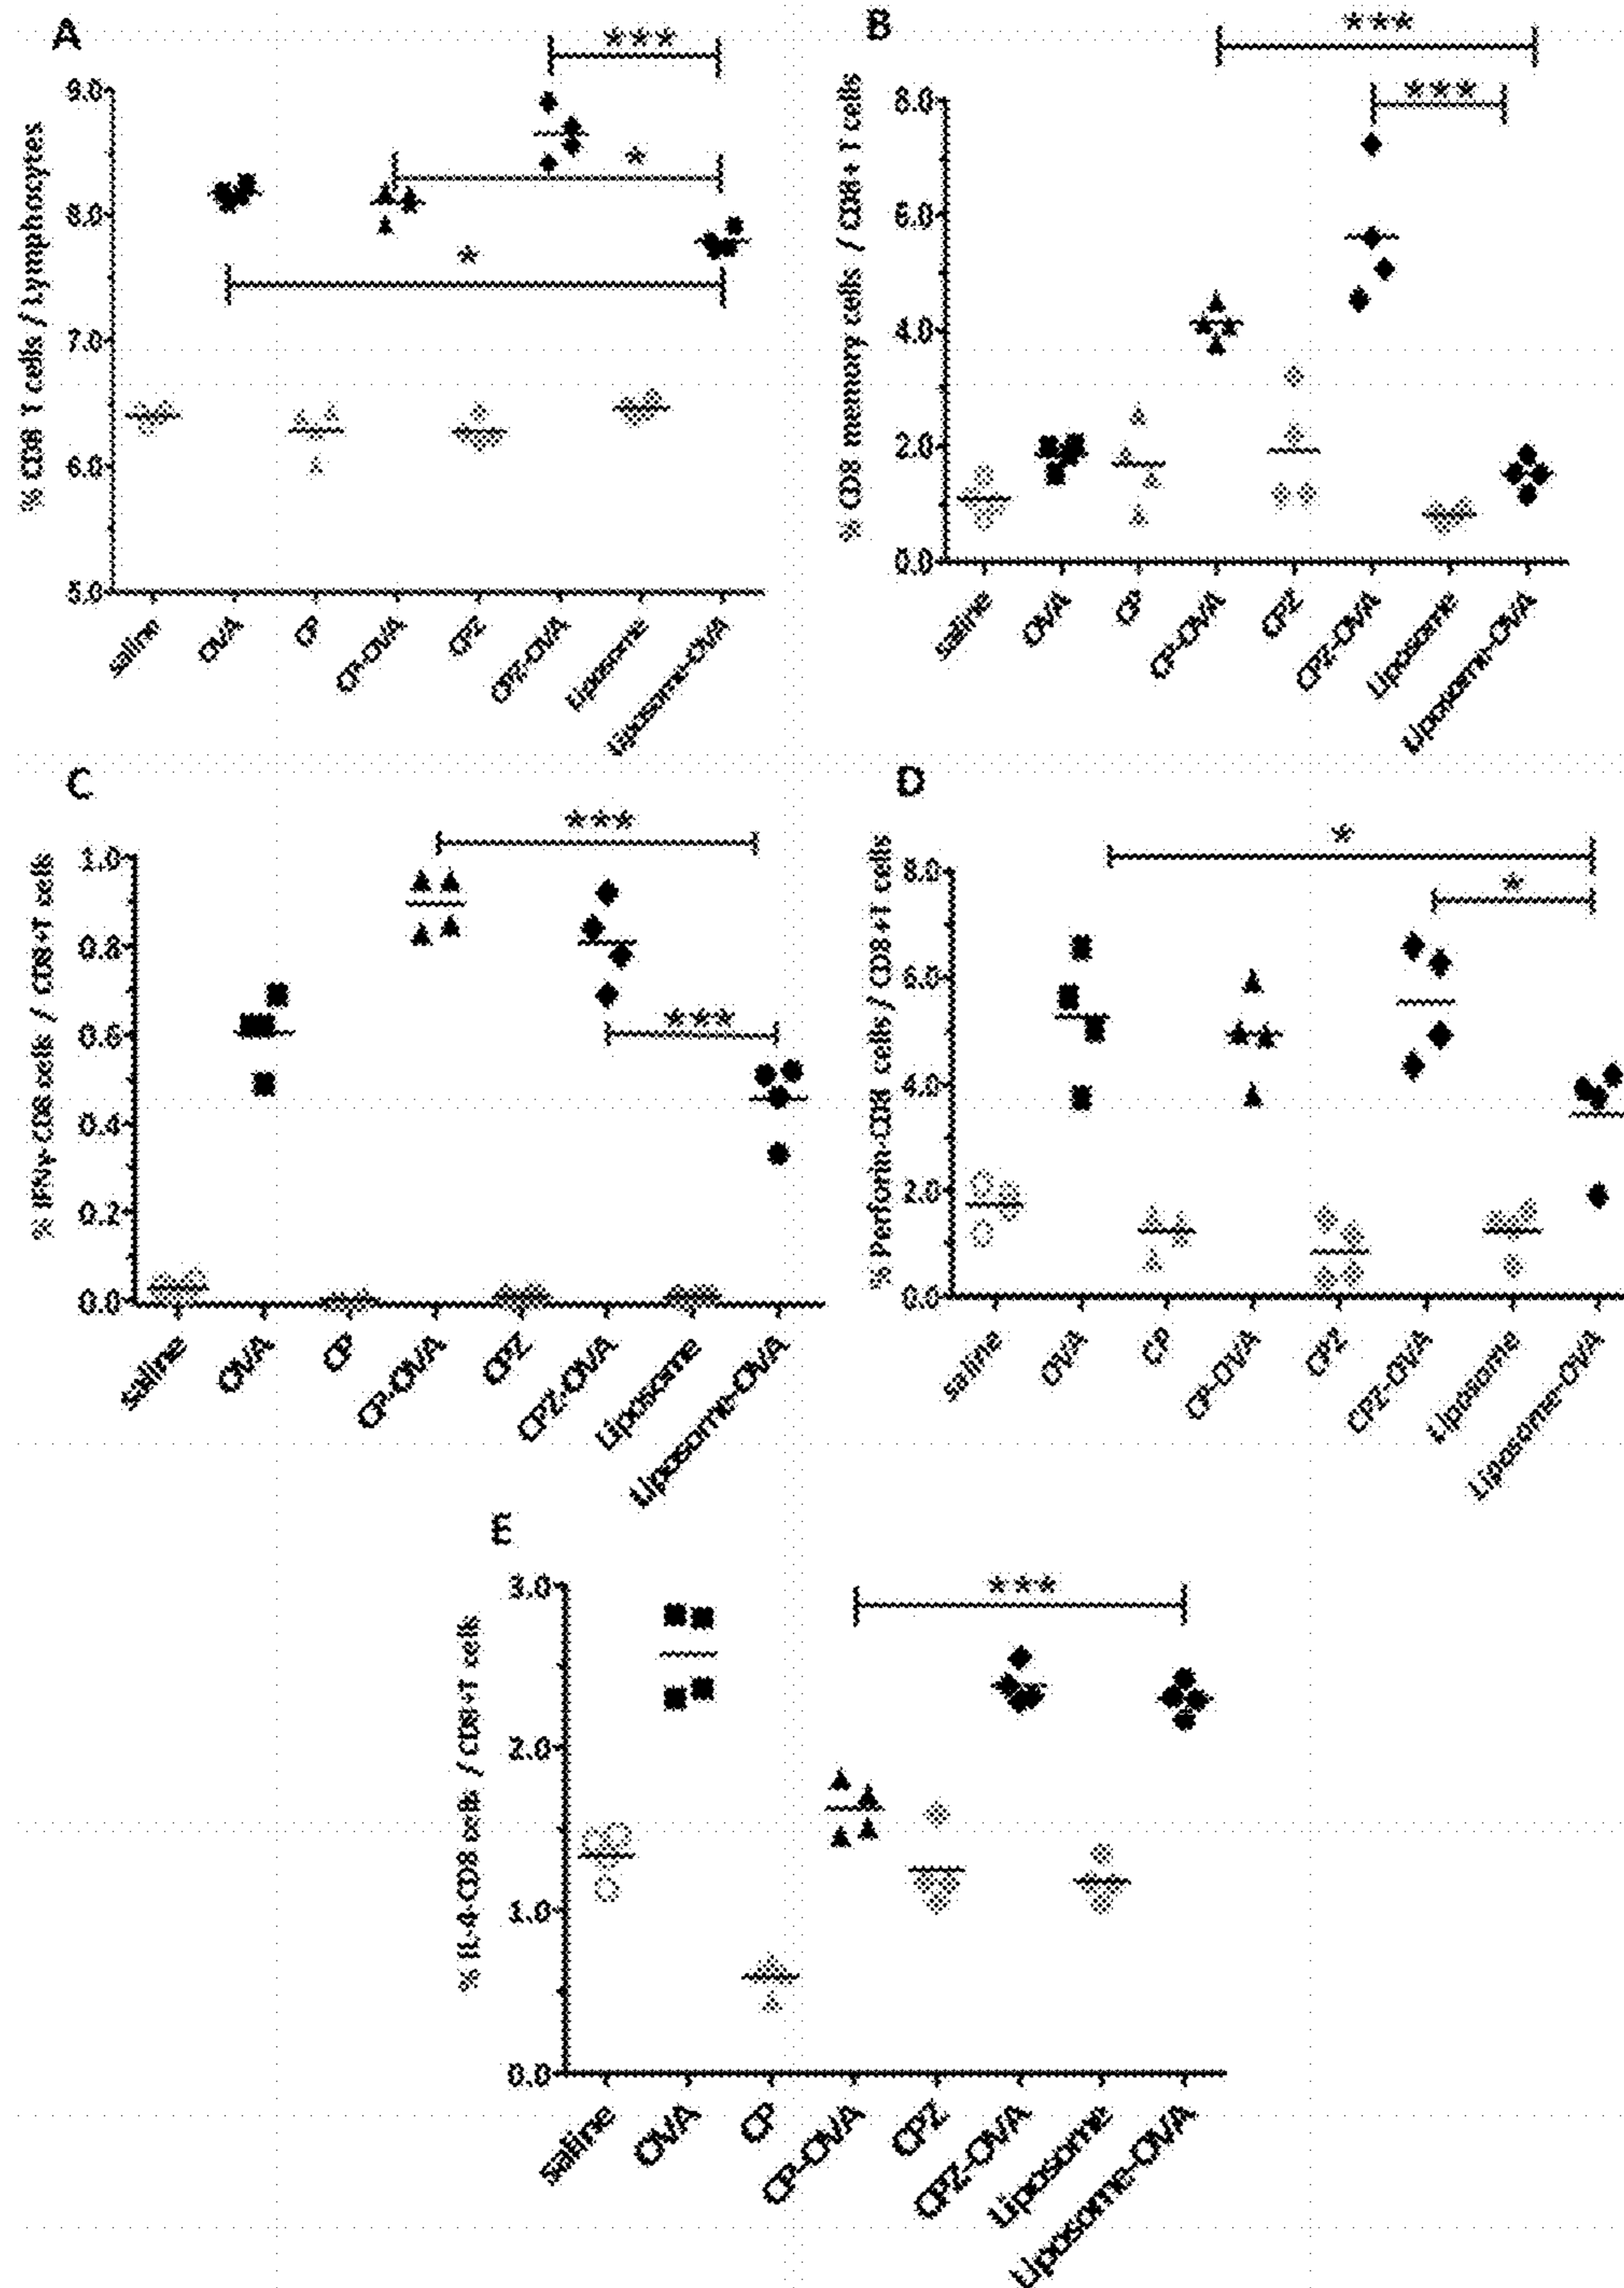 A
% CD8 T cells / Lymphocytes
***
*
*
9.0
8.0
7.0
6.0
5.0
saline
OVA
CP
CP-OVA
CPZ
CPZ-OVA
Liposome
Liposome-OVA
B
% CD8 memory cells / CD8+ T cells
***
***
8.0
6.0
4.0
2.0
0.0
saline
OVA
CP
CP-OVA
CPZ
CPZ-OVA
Liposome
Liposome-OVA
C
% IFNγ-CD8 cells / CD8+T cells
***
***
1.0
0.8
0.6
0.4
0.2
0.0
saline
OVA
CP
CP-OVA
CPZ
CPZ-OVA
Liposome
Liposome-OVA
D
% Perforin-CD8 cells / CD8+T cells
*
*
8.0
6.0
4.0
2.0
0.0
saline
OVA
CP
CP-OVA
CPZ
CPZ-OVA
Liposome
Liposome-OVA
E
% IL-4-CD8 cells / CD8+T cells
***
3.0
2.0
1.0
0.0
saline
OVA
CP
CP-OVA
CPZ
CPZ-OVA
Liposome
Liposome-OVA